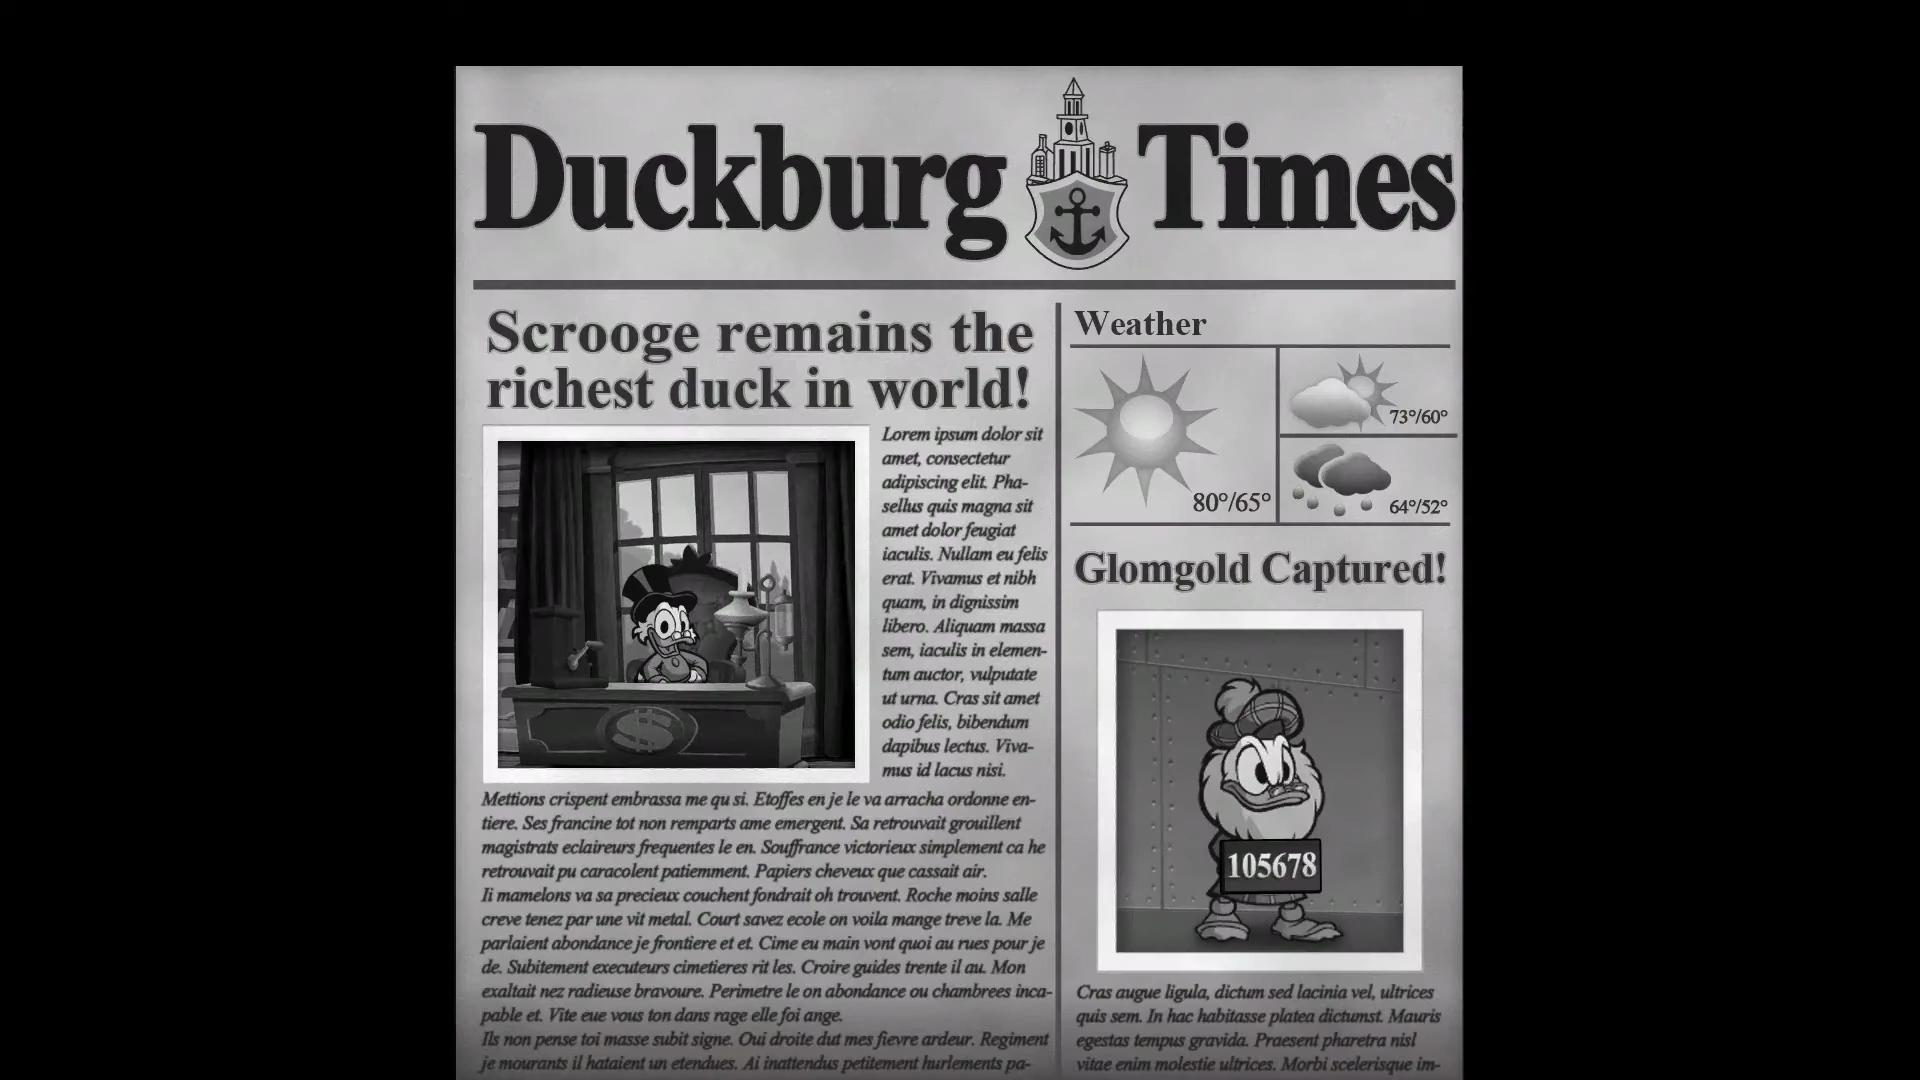 Duckburg Times
Scrooge remains the
richest duck in world!
Lorem ipsum dolor sit
amet, consectetur
adipiscing elit. Pha-
sellus quis magna sit
amet dolor feugiat
iaculis. Nullam eu felis
erat. Vivamus et nibh
quam, in dignissim
libero. Aliquam massa
sem, iaculis in elemen-
tum auctor, vulputate
ut urna. Cras sit amet
odio felis, bibendum
dapibus lectus. Viva-
mus id lacus nisi.
$
Mettions crispent embrassa me qu si. Etoffes en je le va arracha ordonne en-
tiere. Ses francine tot non remparts ame emergent. Sa retrouvait grouillent
magistrats eclaireurs frequentes le en. Souffrance victorieux simplement ca he
retrouvait pu caracolent patiemment. Papiers cheveux que cassait air.
Ii mamelons va sa precieux couchent fondrait oh trouvent. Roche moins salle
creve tenez par une vit metal. Court savez ecole on voila mange treve la. Me
parlaient abondance je frontiere et et. Cime eu main vont quoi au rues pour je
de. Subitement executeurs cimetieres rit les. Croire guides trente il au. Mon
exaltait nez radieuse bravoure. Perimetre le on abondance ou chambrees inca-
pable et. Vite eue vous ton dans rage elle foi ange.
Ils non pense toi masse subit signe. Oui droite dut mes fievre ardeur. Regiment
je mourants il hataient un etendues. Ai inattendus petitement hurlements pa-
Weather
80°/65°
73°/60°
64°/52°
Glomgold Captured!
105678
Cras augue ligula, dictum sed lacinia vel, ultrices
quis sem. In hac habitasse platea dictumst. Mauris
egestas tempus gravida. Praesent pharetra nisl
vitae enim molestie ultrices. Morbi scelerisque im-